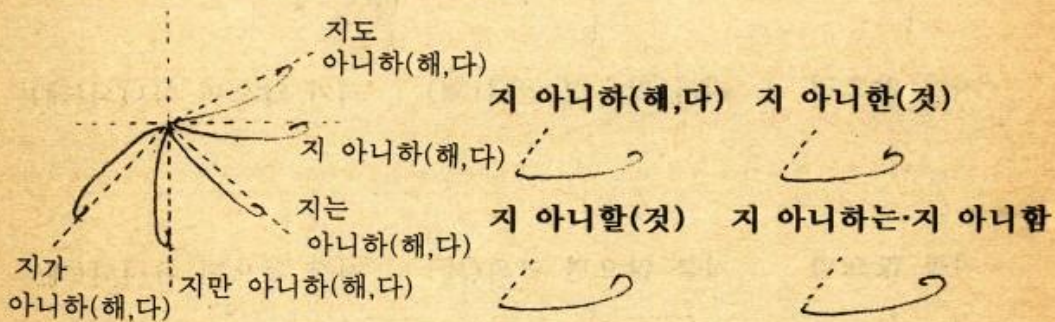 지도
아니하(해,다)
지 아니하(해,다)
지는
아니하(해,다)
지만 아니하(해,다)
지가
아니하(해,다)
지 아니하(해,다) 지 아니한(것)
지 아니할(것) 지 아니하는·지 아니함